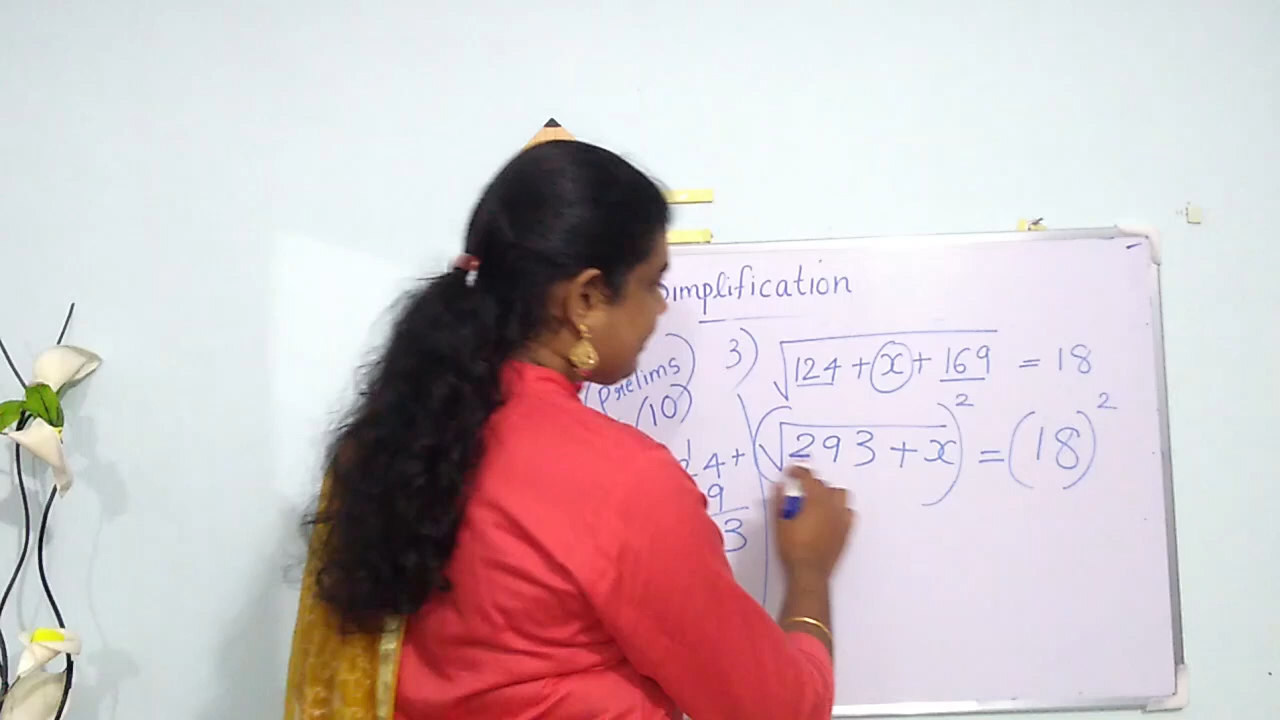 Simplification
(Prelims) 3) √124 + x + 169 = 18
(10)
(√293 + x)² = (18)²
4+
9
3